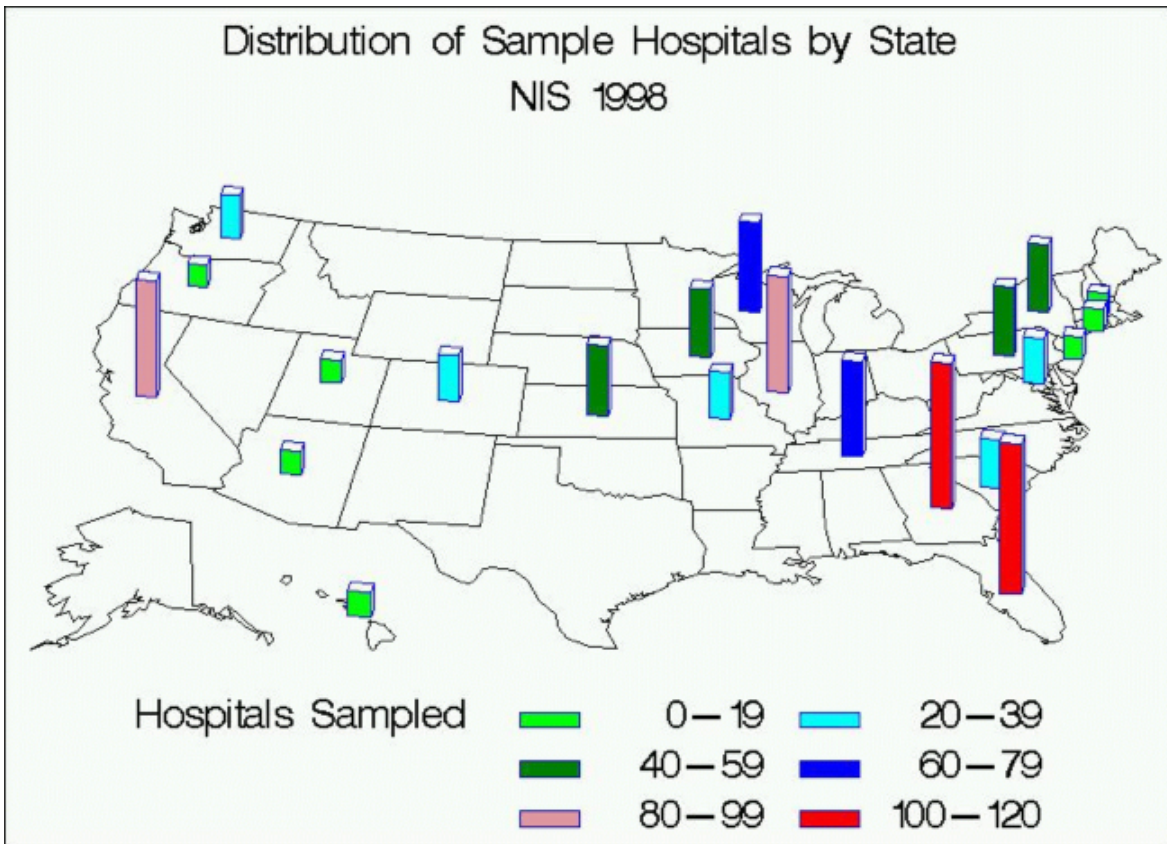 Distribution of Sample Hospitals by State
NIS 1998
Hospitals Sampled 0–19 20–39
40–59 60–79
80–99 100–120